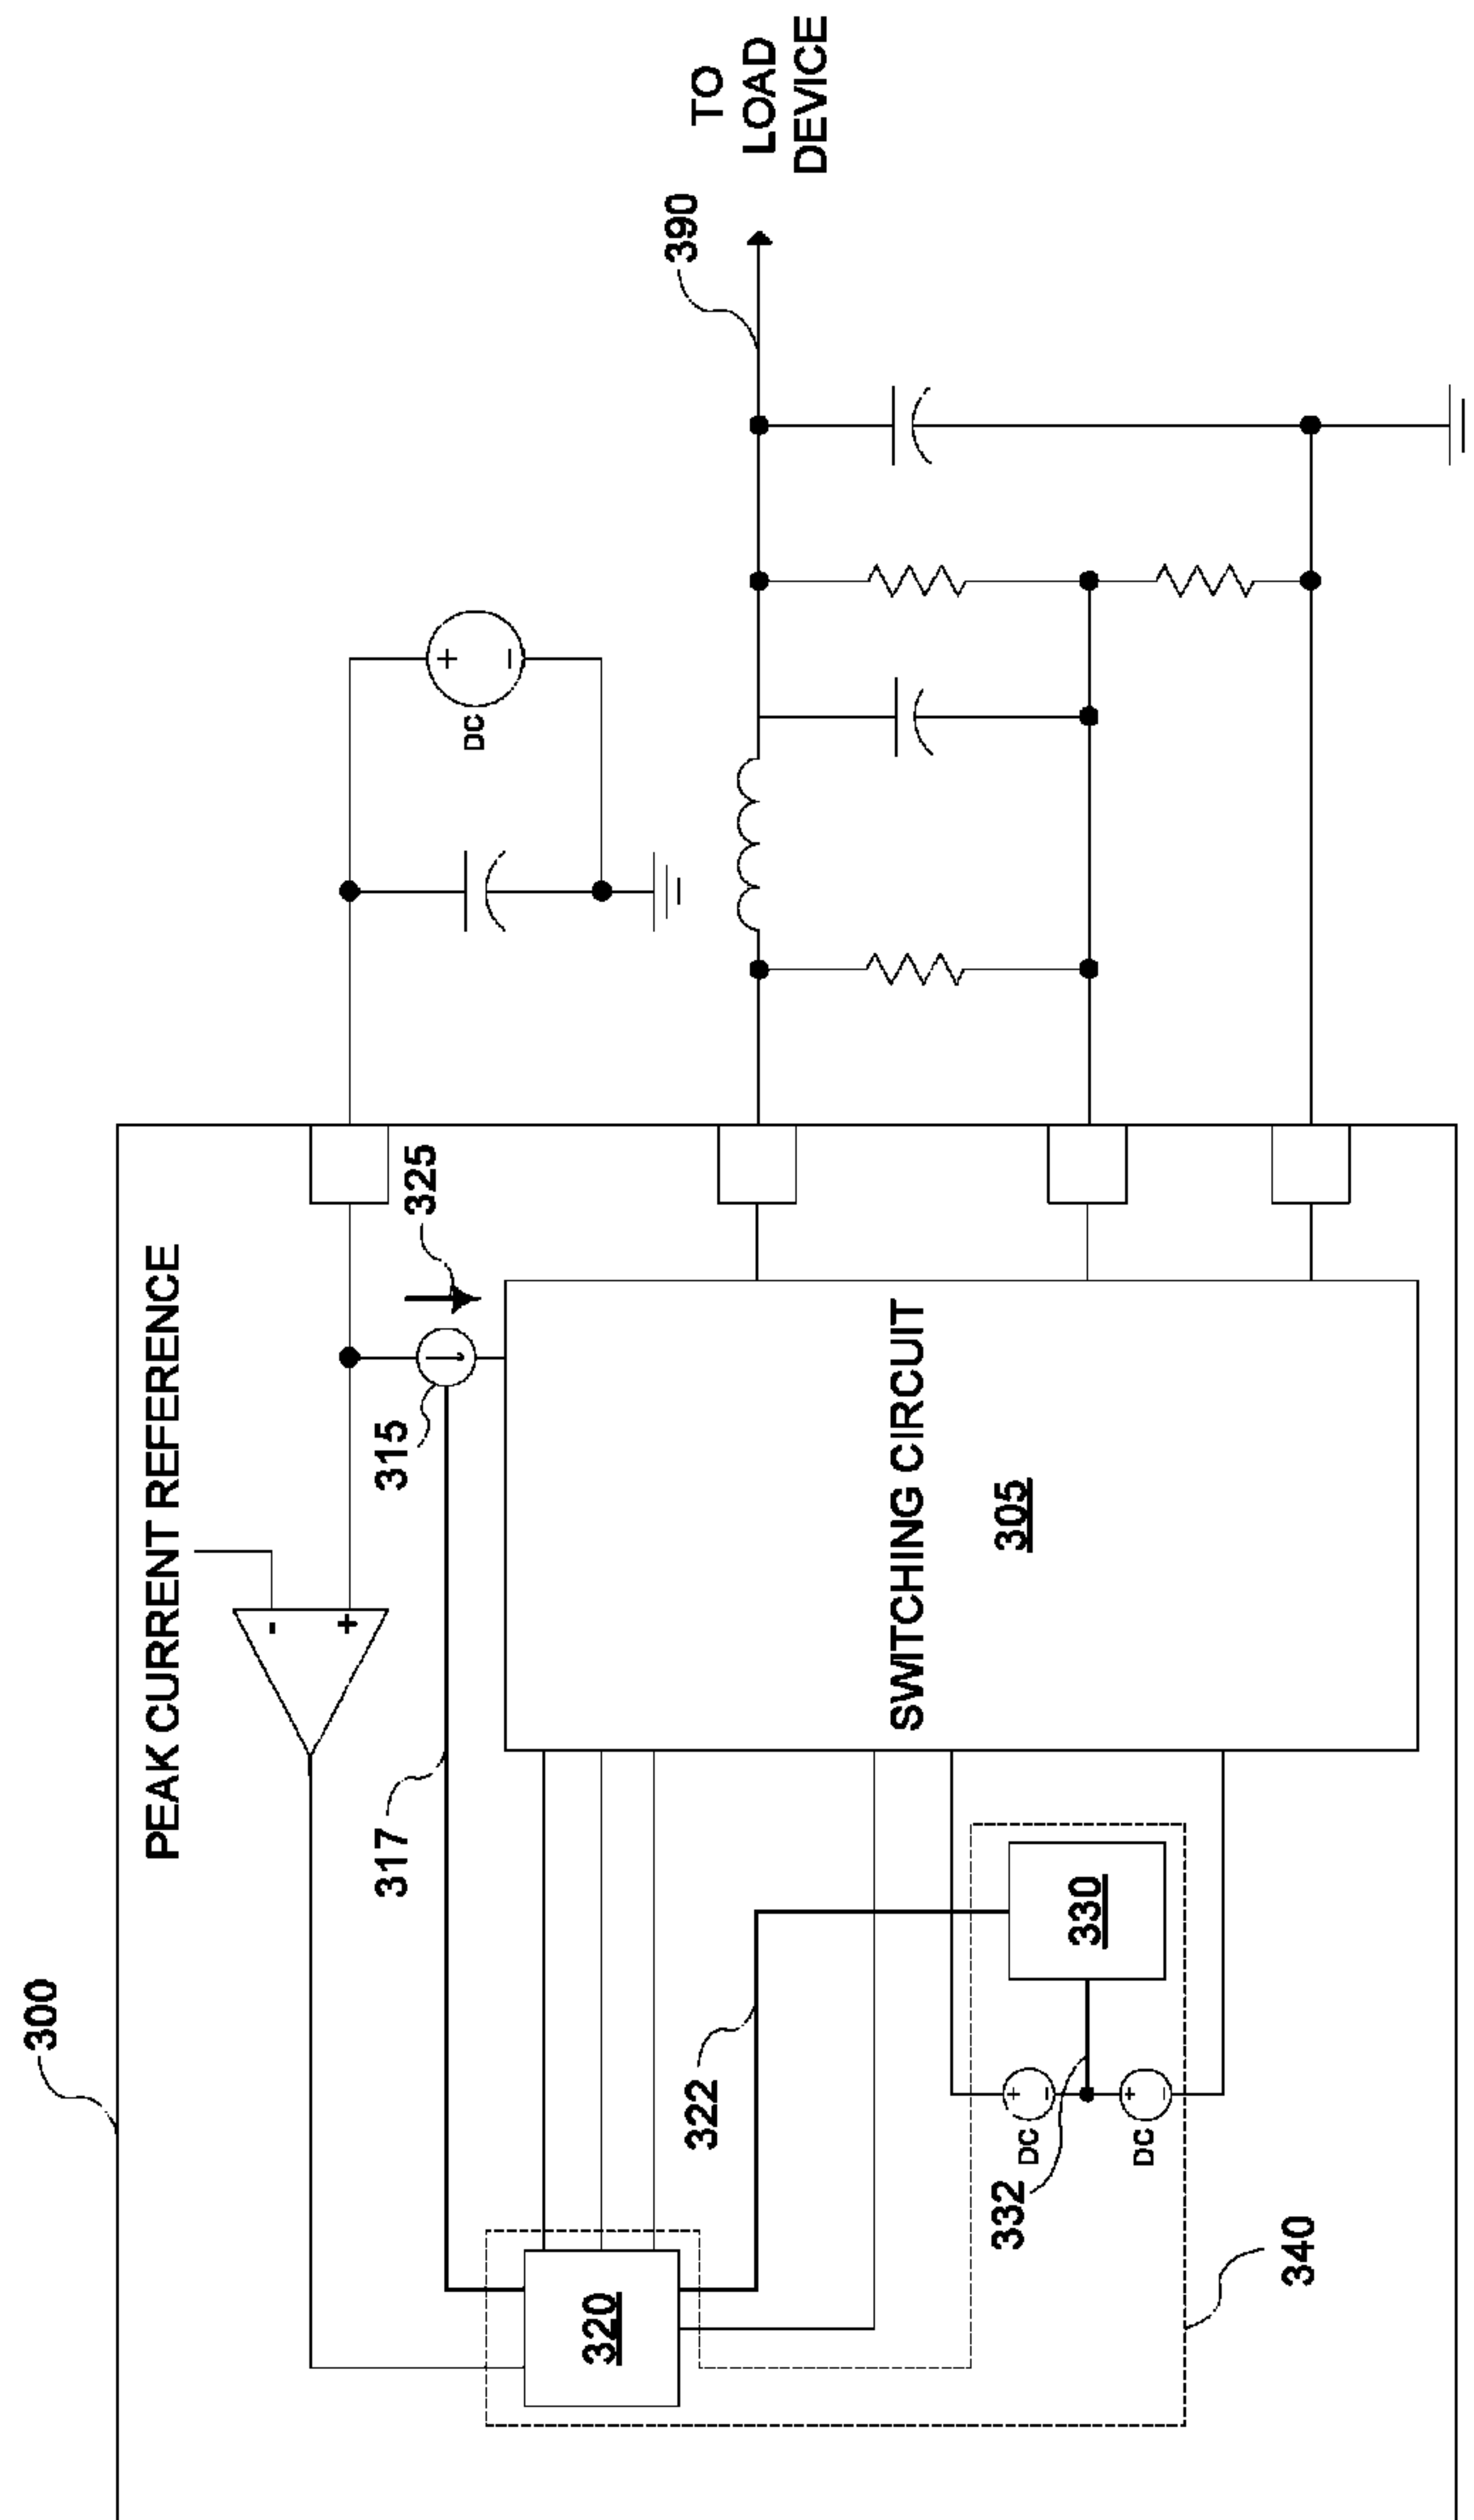 300
PEAK CURRENT REFERENCE
-
+
317
315
325
320
322
332
DC
+
-
DC
+
-
330
340
SWITCHING CIRCUIT
305
DC
+
-
390
TO
LOAD
DEVICE